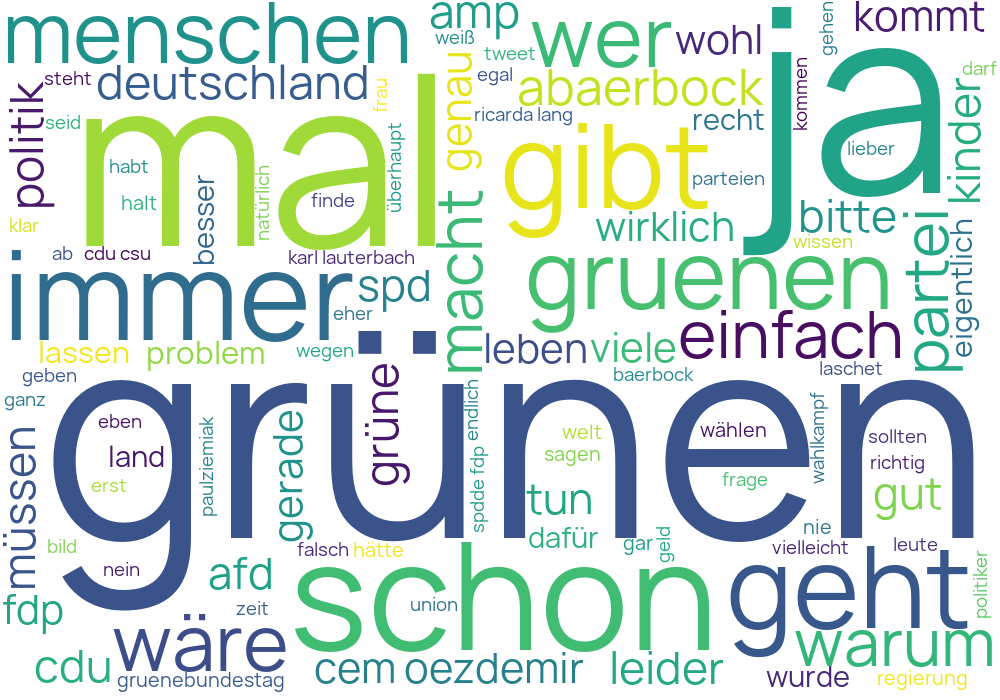 menschen
amp
weiß
wer
wohl
ja
gehen
kommt
steht
deutschland
frau
genau
tweet
egal
abaerbock
kommen
darf
politik
seid
mal
ricarda lang
recht
lieber
kinder
habt
halt
natürlich
finde
überhaupt
gibt
parteien
klar
besser
macht
wirklich
bitte
wissen
partei
eigentlich
ab
cdu csu
karl lauterbach
immer
spd
eher
gruenen
einfach
lassen
problem
wegen
leben
viele
geben
grüne
baerbock
laschet
ganz
grünen
eben
land
erst
paulziemiak
gerade
spdde fdp
endlich
welt
sagen
wählen
wahlkampf
sollten
richtig
frage
müssen
tun
gut
dafür
nie
bild
nein
falsch
hätte
gar
geld
vielleicht
leute
politiker
afd
schon
union
geht
fdp
zeit
wäre
warum
cdu
gruenebundestag
cem oezdemir
leider
wurde
regierung